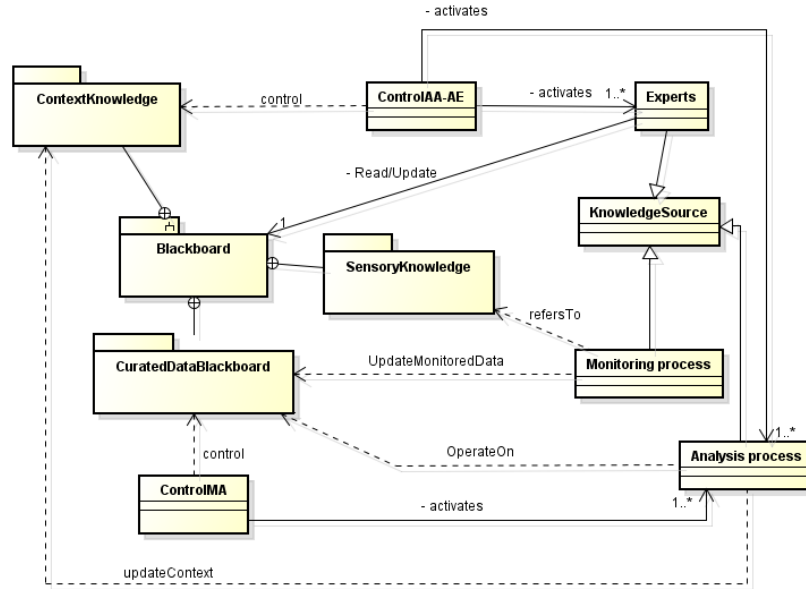 - activates
ContextKnowledge
control
ControlAA-AE
- activates
1..*
Experts
- Read/Update
1
KnowledgeSource
Blackboard
SensoryKnowledge
refersTo
CuratedDataBlackboard
UpdateMonitoredData
Monitoring process
1..*
control
OperateOn
Analysis process
ControlMA
- activates
1..*
updateContext